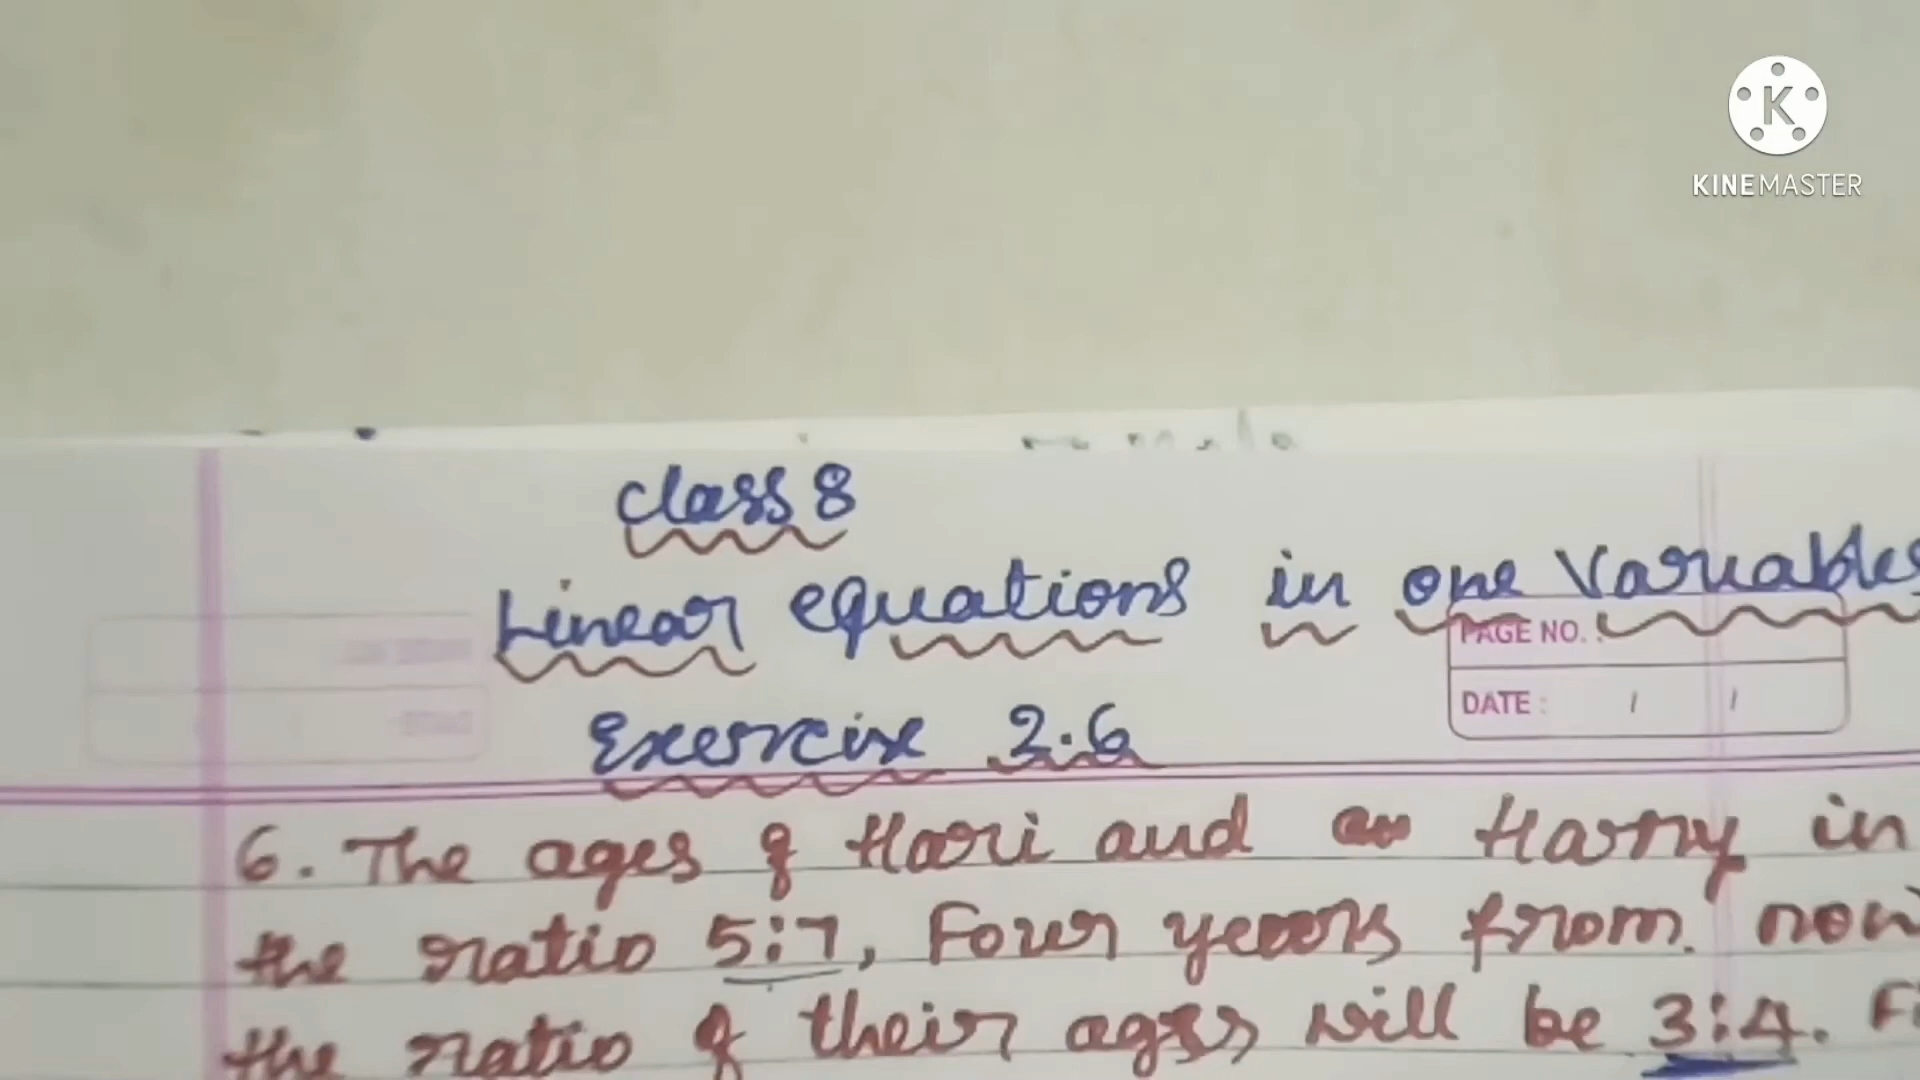 KINEMASTER
class 8
Linear equations in one Variables
PAGE NO. :
DATE : / /
Exercise 2.6
6. The ages of Hari and Harry in
the ratio 5:7, Four years from now
the ratio of their ages will be 3:4.